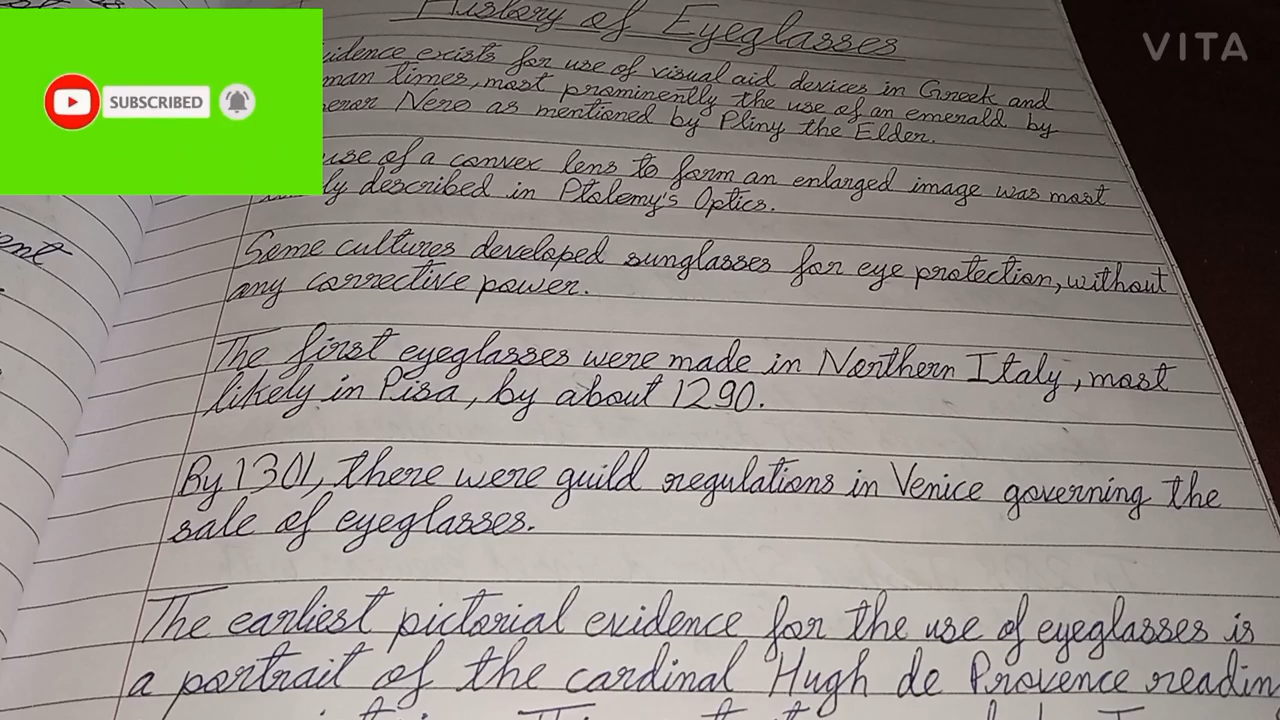 History of Eyeglasses
VITA
SUBSCRIBED
idence exists for use of visual aid devices in Greek and
man times, most prominently the use of an emerald by
eror Nero as mentioned by Pliny the Elder.
use of a convex lens to form an enlarged image was most
ly described in Ptolemy's Optics.
Some cultures developed sunglasses for eye protection, without
any corrective power.
The first eyeglasses were made in Northern Italy, most
likely in Pisa, by about 1290.
By 1301, there were guild regulations in Venice governing the
sale of eyeglasses.
The earliest pictorial evidence for the use of eyeglasses is
a portrait of the cardinal Hugh de Provence readin
ent